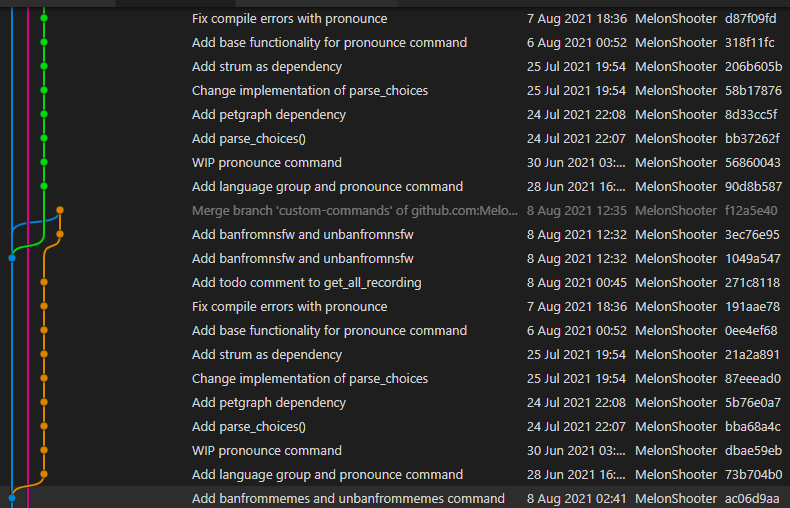 Fix compile errors with pronounce 7 Aug 2021 18:36 MelonShooter d87f09fd
Add base functionality for pronounce command 6 Aug 2021 00:52 MelonShooter 318f11fc
Add strum as dependency 25 Jul 2021 19:54 MelonShooter 206b605b
Change implementation of parse_choices 25 Jul 2021 19:54 MelonShooter 58b17876
Add petgraph dependency 24 Jul 2021 22:08 MelonShooter 8d33cc5f
Add parse_choices() 24 Jul 2021 22:07 MelonShooter bb37262f
WIP pronounce command 30 Jun 2021 03:... MelonShooter 56860043
Add language group and pronounce command 28 Jun 2021 16:... MelonShooter 90d8b587
Merge branch 'custom-commands' of github.com:Melo... 8 Aug 2021 12:35 MelonShooter f12a5e40
Add banfromnsfw and unbanfromnsfw 8 Aug 2021 12:32 MelonShooter 3ec76e95
Add banfromnsfw and unbanfromnsfw 8 Aug 2021 12:32 MelonShooter 1049a547
Add todo comment to get_all_recording 8 Aug 2021 00:45 MelonShooter 271c8118
Fix compile errors with pronounce 7 Aug 2021 18:36 MelonShooter 191aae78
Add base functionality for pronounce command 6 Aug 2021 00:52 MelonShooter 0ee4ef68
Add strum as dependency 25 Jul 2021 19:54 MelonShooter 21a2a891
Change implementation of parse_choices 25 Jul 2021 19:54 MelonShooter 87eeead0
Add petgraph dependency 24 Jul 2021 22:08 MelonShooter 5b76e0a7
Add parse_choices() 24 Jul 2021 22:07 MelonShooter bba68a4c
WIP pronounce command 30 Jun 2021 03:... MelonShooter dbae59eb
Add language group and pronounce command 28 Jun 2021 16:... MelonShooter 73b704b0
Add banfrommemes and unbanfrommemes command 8 Aug 2021 02:41 MelonShooter ac06d9aa